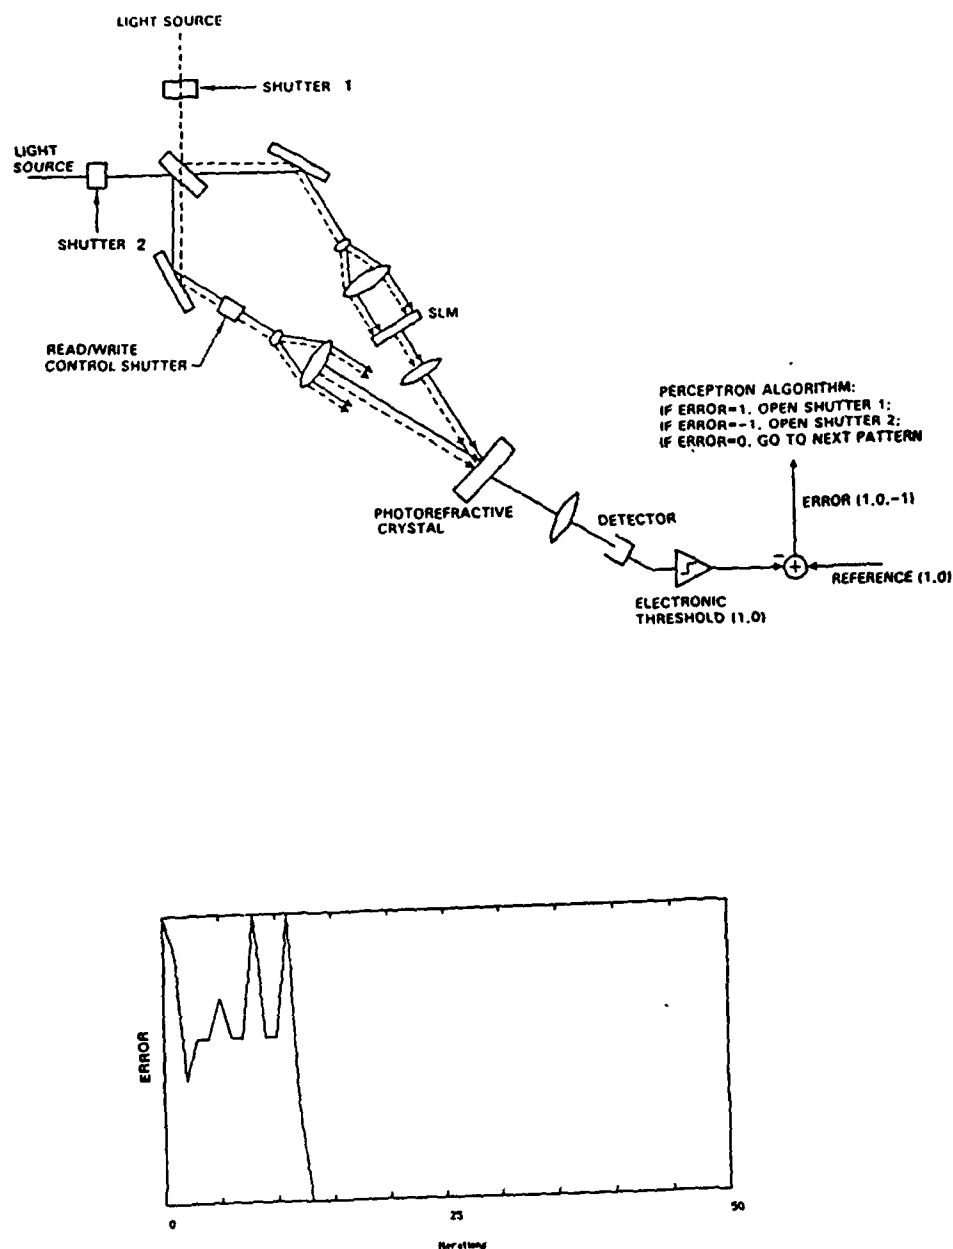 LIGHT SOURCE
SHUTTER 1
LIGHT
SOURCE
SHUTTER 2
SLM
READ/WRITE
CONTROL SHUTTER
PERCEPTRON ALGORITHM:
IF ERROR=1, OPEN SHUTTER 1;
IF ERROR=-1, OPEN SHUTTER 2;
IF ERROR=0, GO TO NEXT PATTERN
PHOTOREFRACTIVE
CRYSTAL
DETECTOR
ERROR (1.0.-1)
REFERENCE (1.0)
ELECTRONIC
THRESHOLD (1.0)
ERROR
0
25
50
Iterations